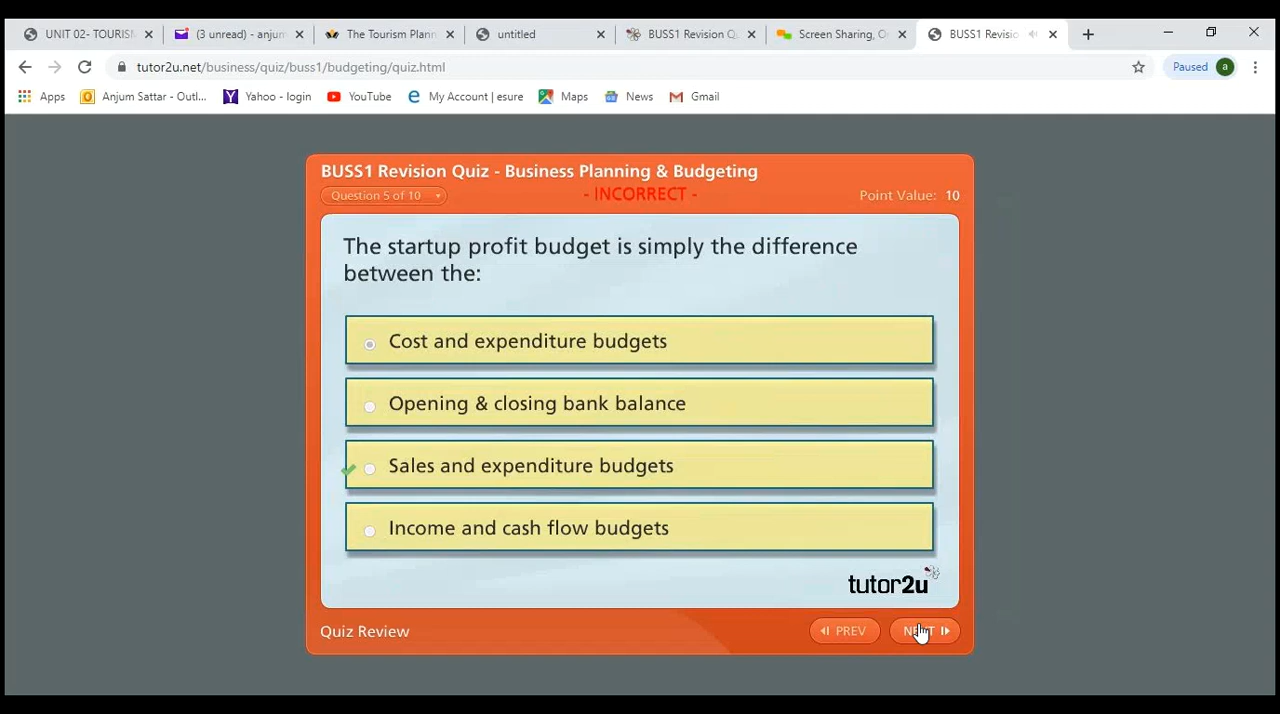 UNIT 02- TOURISM
(3 unread) - anjum
The Tourism Plann
untitled
BUSS1 Revision Q
Screen Sharing, O
BUSS1 Revisio
tutor2u.net/business/quiz/buss1/budgeting/quiz.html
Paused
a
Apps
Anjum Sattar - Outl...
Yahoo - login
YouTube
My Account | esure
Maps
News
Gmail
BUSS1 Revision Quiz - Business Planning & Budgeting
Question 5 of 10
- INCORRECT -
Point Value: 10
The startup profit budget is simply the difference
between the:
Cost and expenditure budgets
Opening & closing bank balance
Sales and expenditure budgets
Income and cash flow budgets
tutor2u
Quiz Review
PREV
NEXT